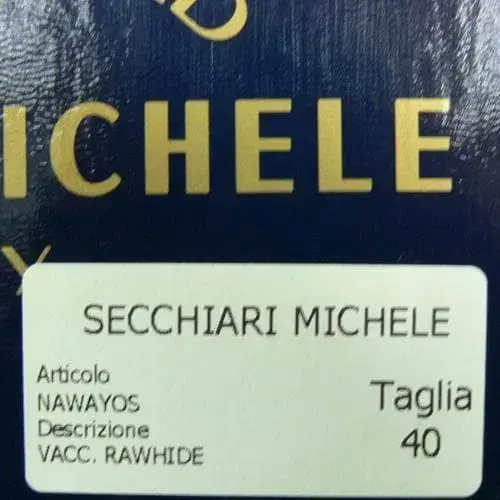 ICHELE
Y
SECCHIARI MICHELE
Articolo
NAWAYOS
Taglia
Descrizione
40
VACC. RAWHIDE